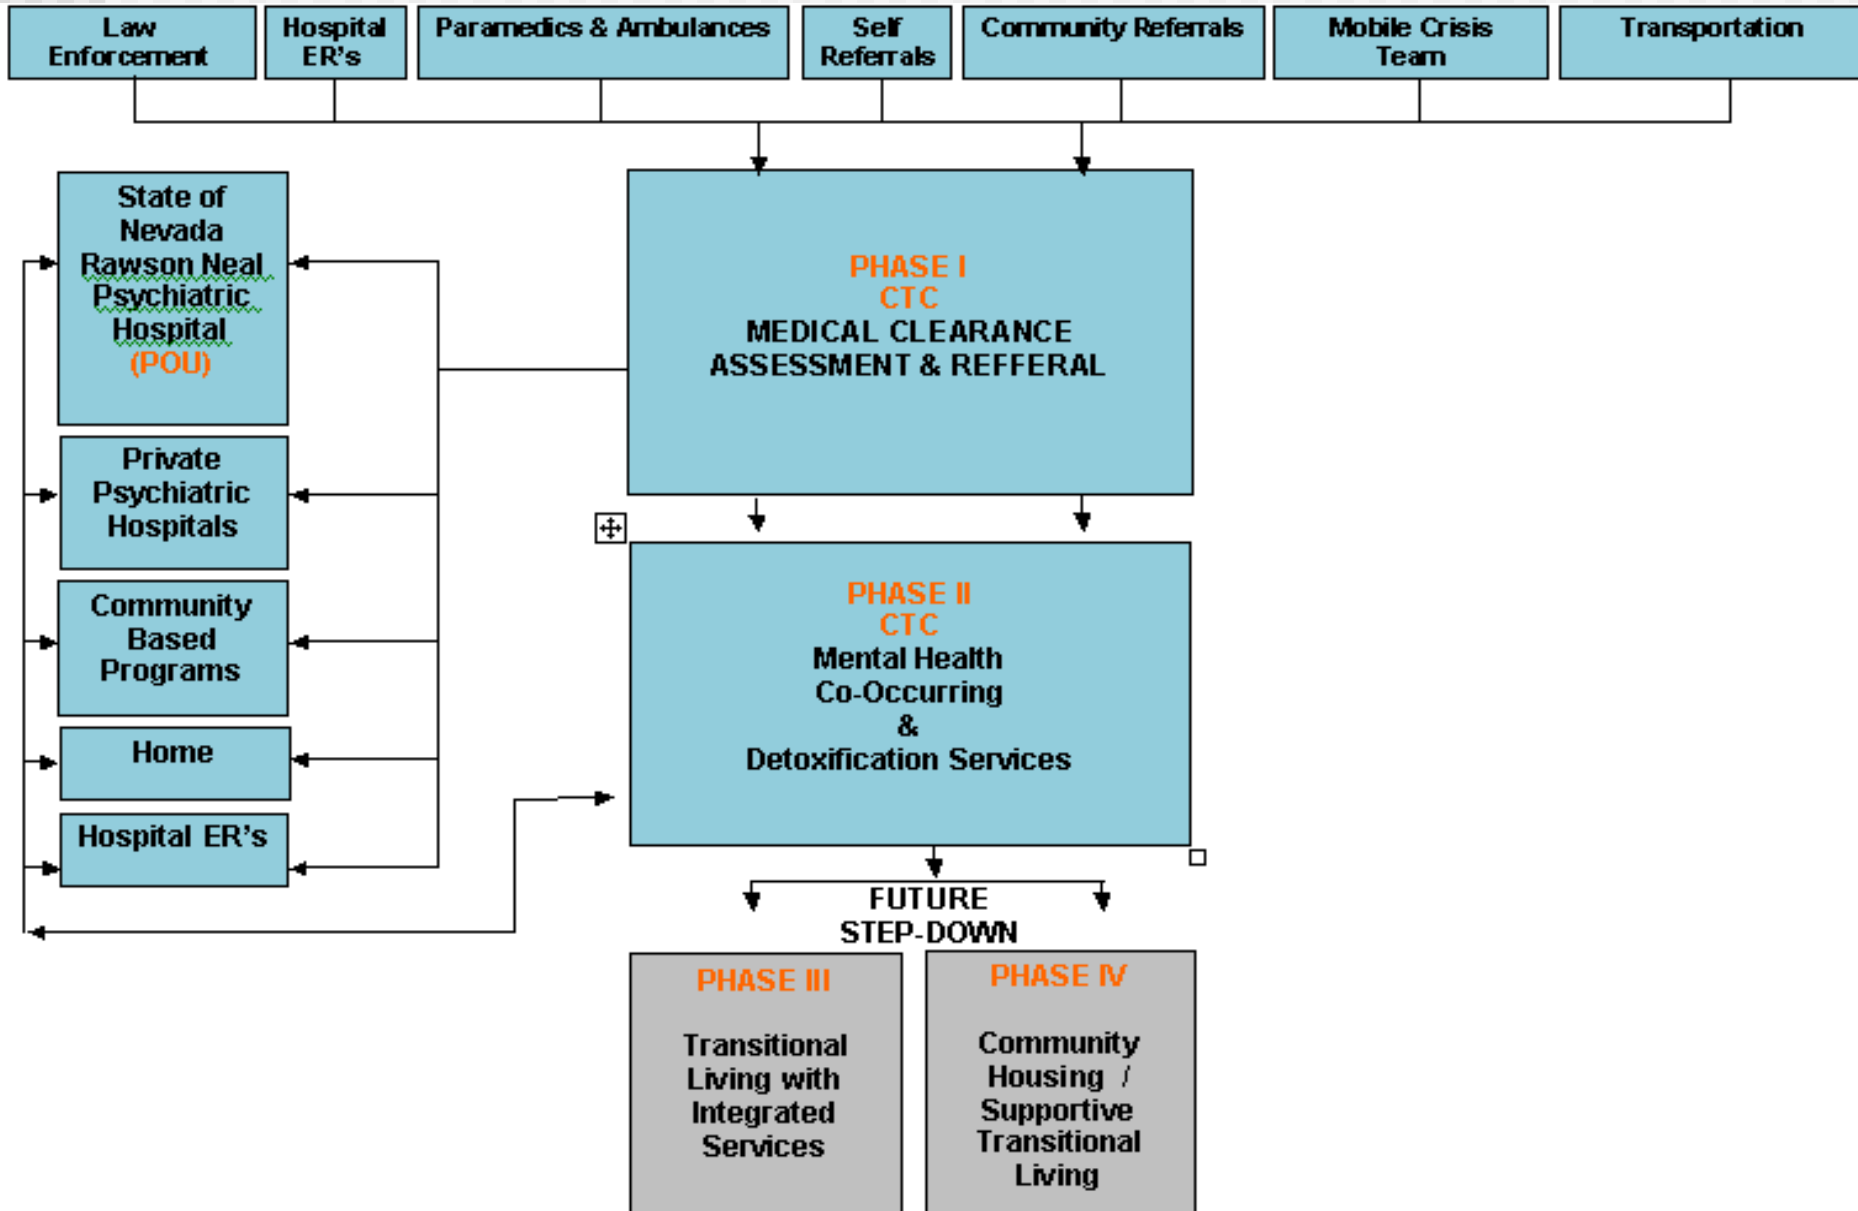 Law
Enforcement
Hospital
ER's
Paramedics & Ambulances
Self
Referrals
Community Referrals
Mobile Crisis
Team
Transportation
State of
Nevada
Rawson Neal
Psychiatric
Hospital
(POU)
Private
Psychiatric
Hospitals
Community
Based
Programs
Home
Hospital ER's
PHASE I
CTC
MEDICAL CLEARANCE
ASSESSMENT & REFFERAL
PHASE II
CTC
Mental Health
Co-Occurring
&
Detoxification Services
FUTURE
STEP-DOWN
PHASE III
Transitional
Living with
Integrated
Services
PHASE IV
Community
Housing /
Supportive
Transitional
Living